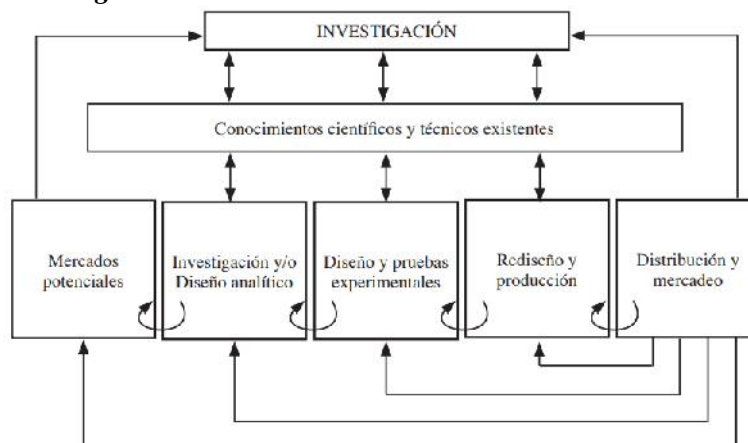 INVESTIGACIÓN
Conocimientos científicos y técnicos existentes
Mercados
potenciales
Investigación y/o
Diseño analítico
Diseño y pruebas
experimentales
Rediseño y
producción
Distribución y
mercadeo